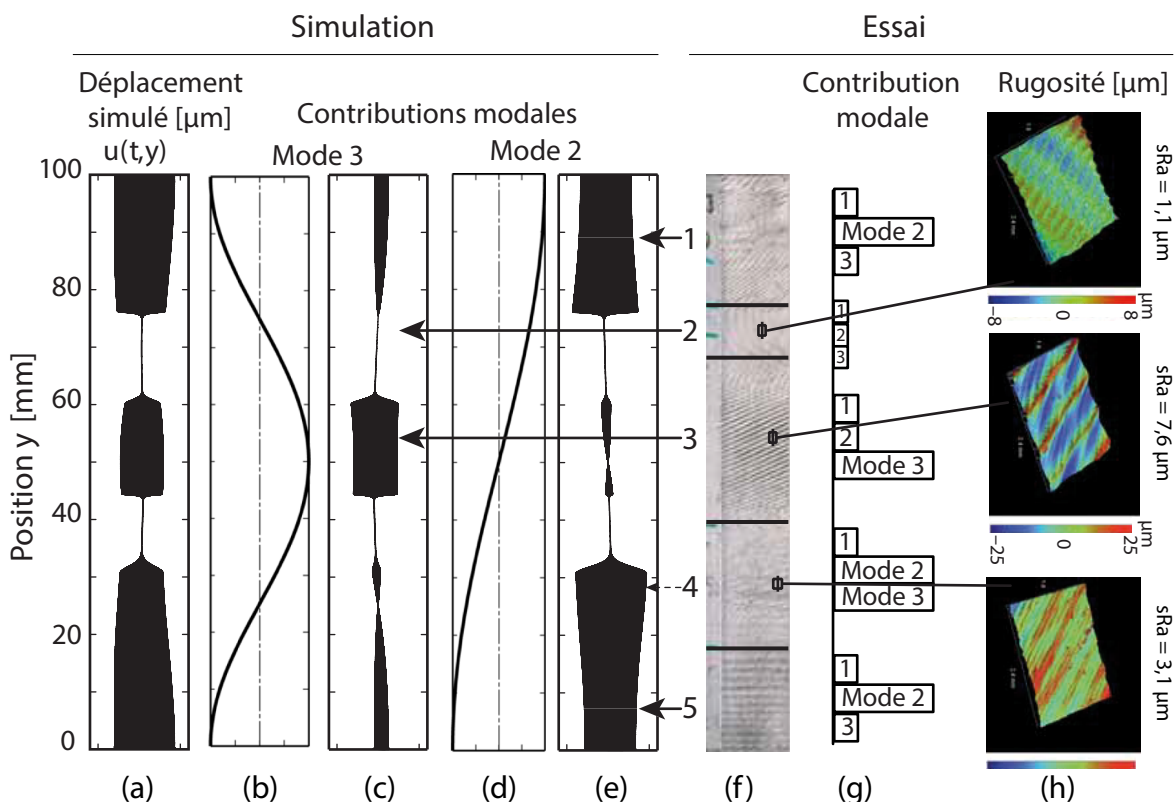 Simulation
Essai
Déplacement
simulé [µm]
u(t,y)
Contributions modales
Mode 3
Mode 2
Contribution
modale
Rugosité [µm]
Position y [mm]
100
80
60
40
20
0
1
2
3
4
5
1
Mode 2
3
1
2
3
1
2
Mode 3
1
Mode 2
Mode 3
1
Mode 2
3
sRa = 1,1 µm
-8
0
8
µm
sRa = 7,6 µm
-25
0
25
µm
sRa = 3,1 µm
(a)
(b)
(c)
(d)
(e)
(f)
(g)
(h)